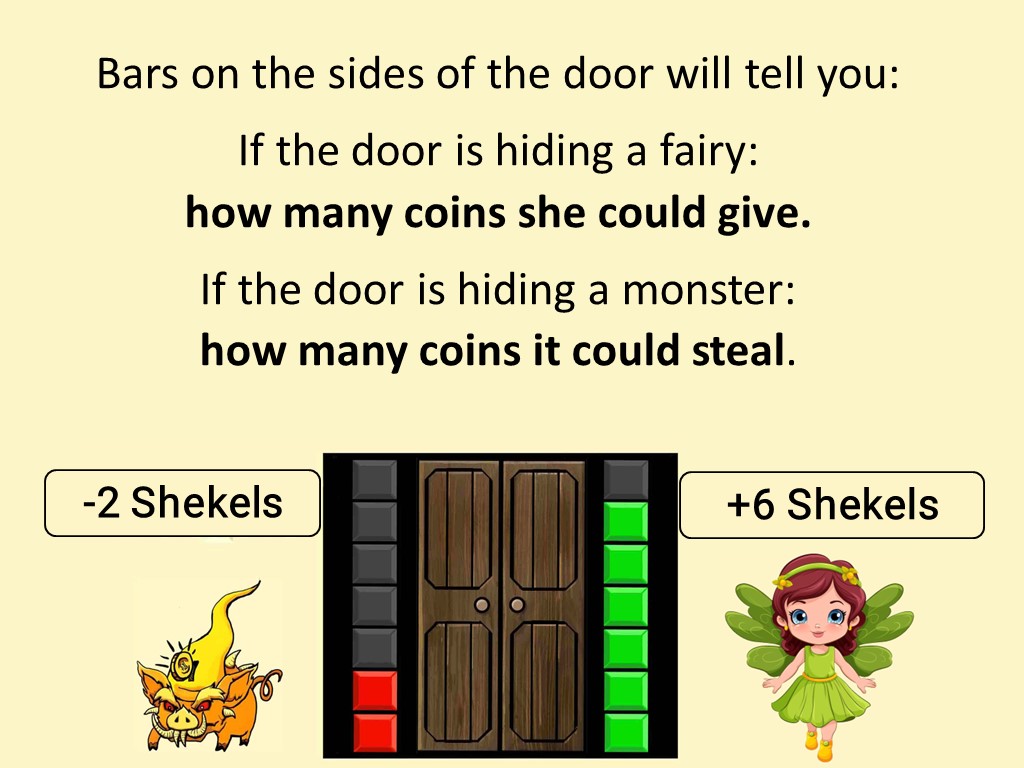 Bars on the sides of the door will tell you:
If the door is hiding a fairy:
how many coins she could give.
If the door is hiding a monster:
how many coins it could steal.
-2 Shekels
+6 Shekels